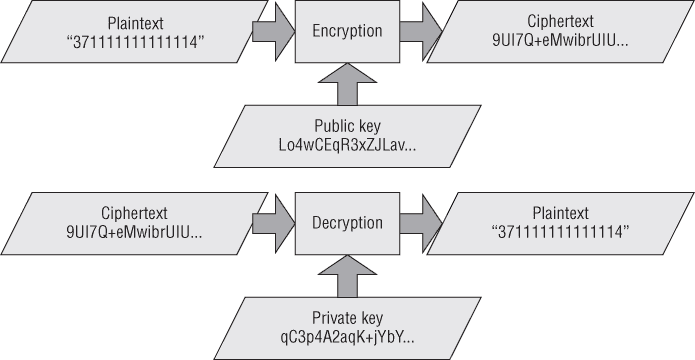 Plaintext
“371111111111114”
Encryption
Ciphertext
9UI7Q+eMwibrUIU...
Public key
Lo4wCEqR3xZJLav...
Ciphertext
9UI7Q+eMwibrUIU...
Decryption
Plaintext
“371111111111114”
Private key
qC3p4A2aqK+jYbY...